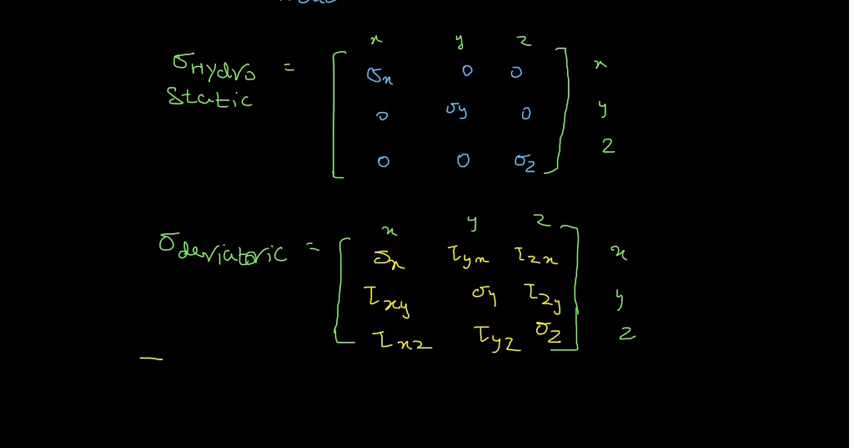 x y z
σHydro = [ σx 0 0 ] x
Static 0 σy 0 y
0 0 σz z
x y z
σdeviatoric = [ σx τyx τzx ] x
τxy σy τzy y
τxz τyz σz z